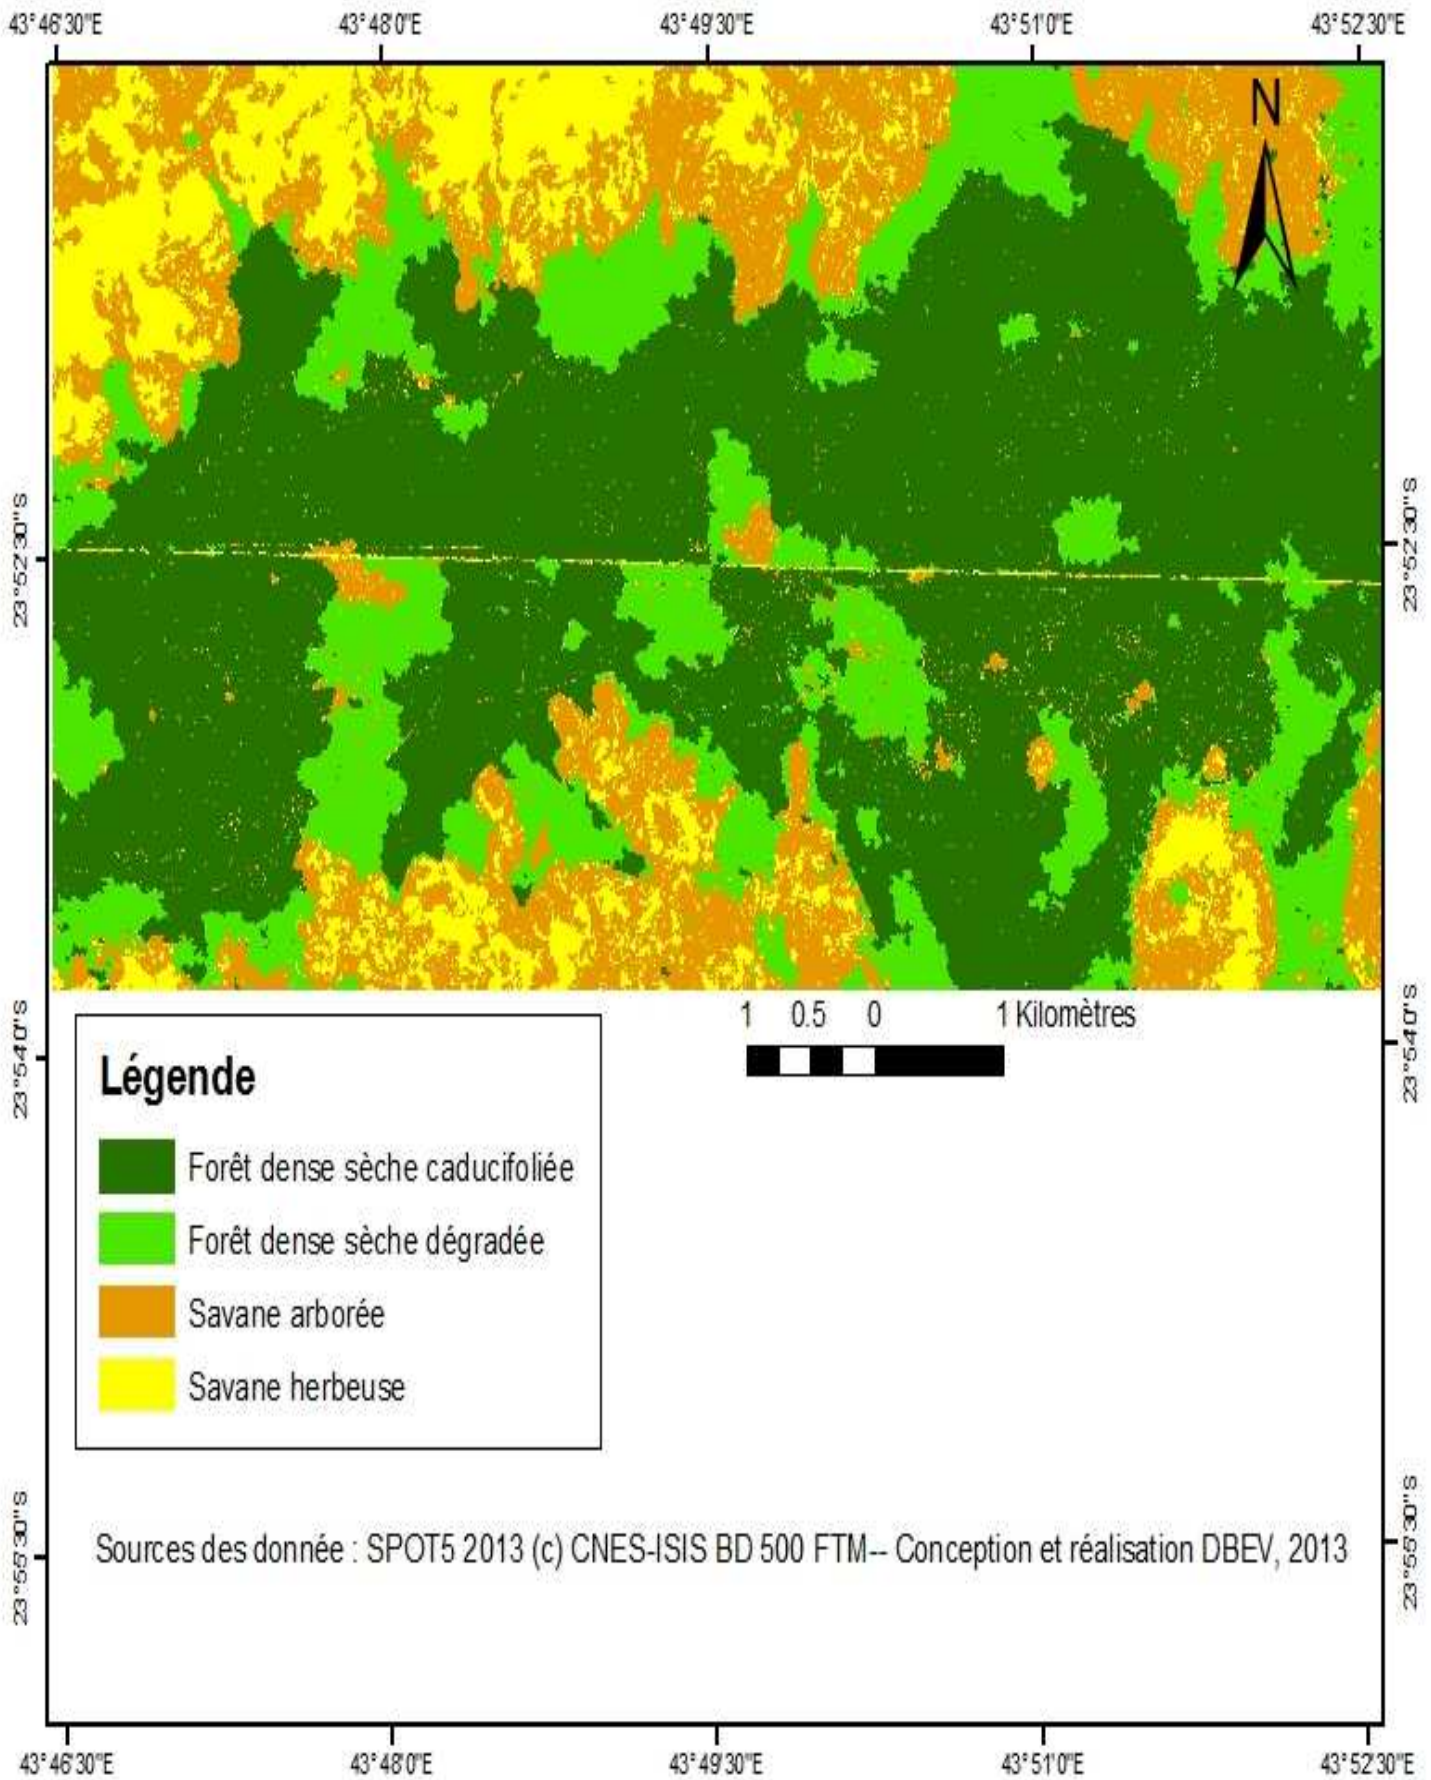 43°46'30"E 43°48'0"E 43°49'30"E 43°51'0"E 43°52'30"E
N
23°52'30"S 23°52'30"S
1 0.5 0 1 Kilomètres
23°54'0"S 23°54'0"S
Légende
Forêt dense sèche caducifoliée
Forêt dense sèche dégradée
Savane arborée
Savane herbeuse
23°55'30"S 23°55'30"S
Sources des donnée : SPOT5 2013 (c) CNES-ISIS BD 500 FTM-- Conception et réalisation DBEV, 2013
43°46'30"E 43°48'0"E 43°49'30"E 43°51'0"E 43°52'30"E